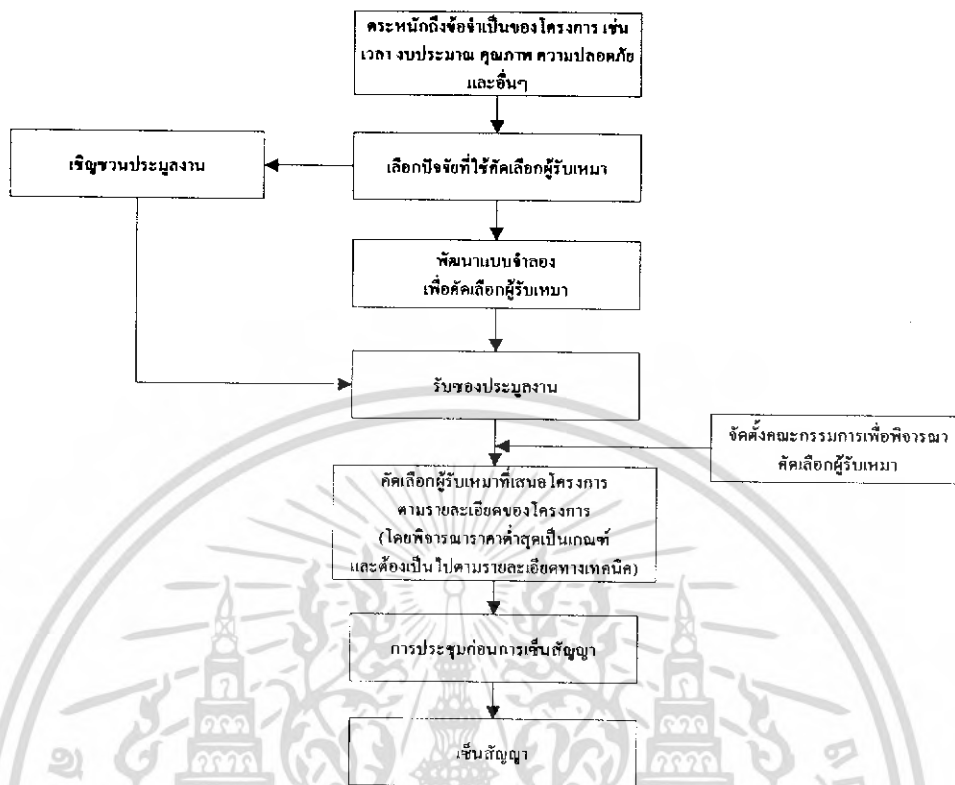 ตระหนักถึงข้อจำเป็นของโครงการ เช่น
เวลา งบประมาณ คุณภาพ ความปลอดภัย
และอื่นๆ
เชิญชวนประมูลงาน
เลือกปัจจัยที่ใช้คัดเลือกผู้รับเหมา
พัฒนาแบบจำลอง
เพื่อคัดเลือกผู้รับเหมา
รับซองประมูลงาน
จัดตั้งคณะกรรมการเพื่อพิจารณา
คัดเลือกผู้รับเหมา
คัดเลือกผู้รับเหมาที่เสนอโครงการ
ตามรายละเอียดของโครงการ
(โดยพิจารณาราคาต่ำสุดเป็นเกณฑ์
และต้องเป็นไปตามรายละเอียดทางเทคนิค)
การประชุมก่อนการเซ็นสัญญา
เซ็นสัญญา